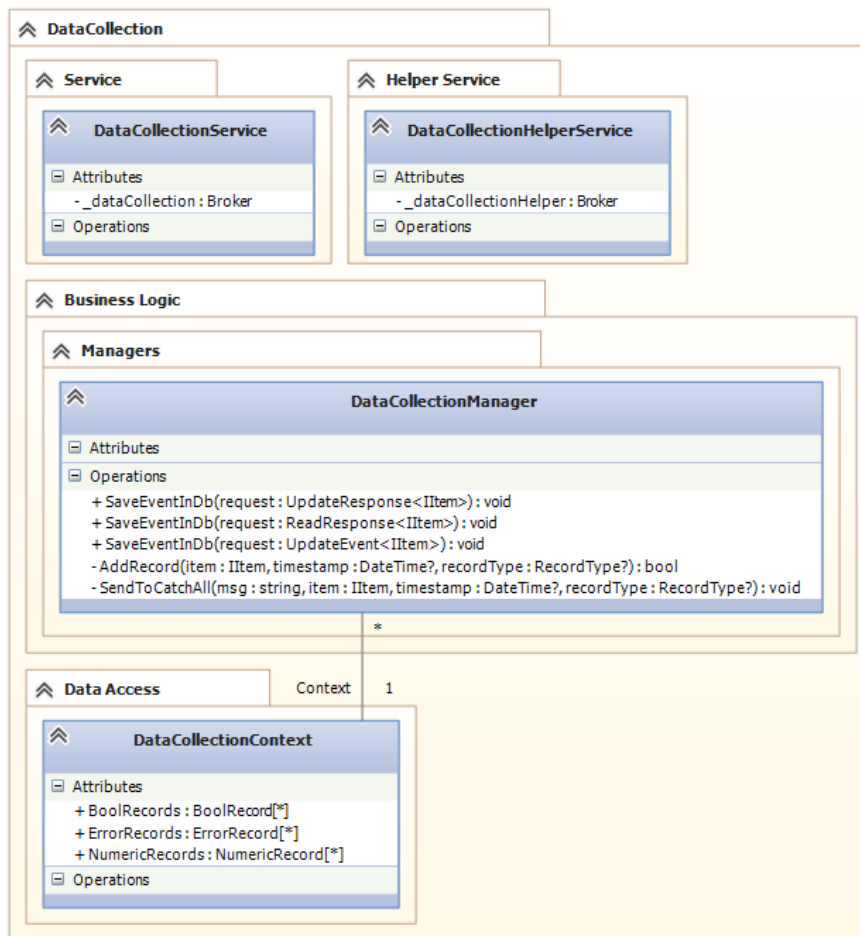 DataCollection
Service
Helper Service
DataCollectionService
DataCollectionHelperService
Attributes
Attributes
-_dataCollection : Broker
-_dataCollectionHelper : Broker
Operations
Operations
Business Logic
Managers
DataCollectionManager
Attributes
Operations
+ SaveEventInDb(request : UpdateResponse<IItem>) : void
+ SaveEventInDb(request : ReadResponse<IItem>) : void
+ SaveEventInDb(request : UpdateEvent<IItem>) : void
- AddRecord(item : IItem, timestamp : DateTime?, recordType : RecordType?) : bool
- SendToCatchAll(msg : string, item : IItem, timestamp : DateTime?, recordType : RecordType?) : void
*
Data Access
Context 1
DataCollectionContext
Attributes
+ BoolRecords : BoolRecord[*]
+ ErrorRecords : ErrorRecord[*]
+ NumericRecords : NumericRecord[*]
Operations